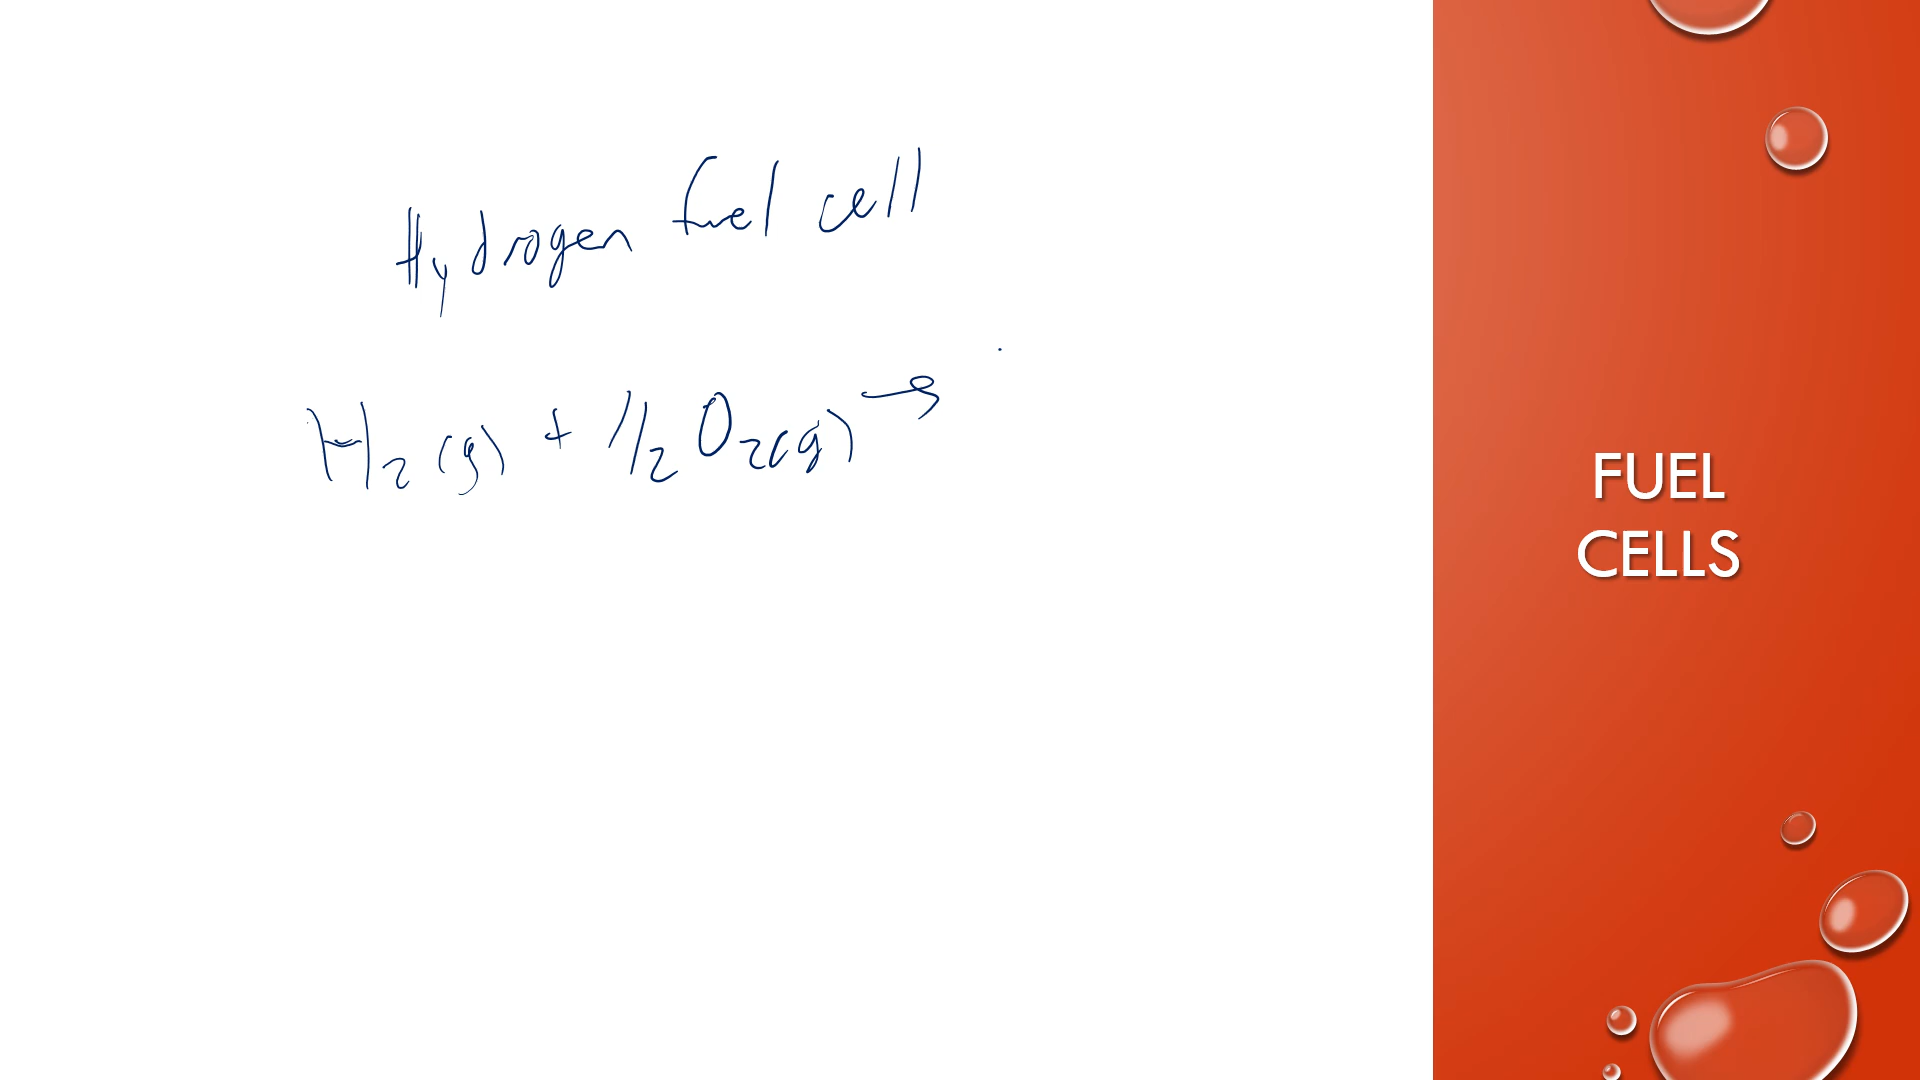 Hydrogen fuel cell
H₂(g) + 1/2 O₂(g) →
FUEL
CELLS